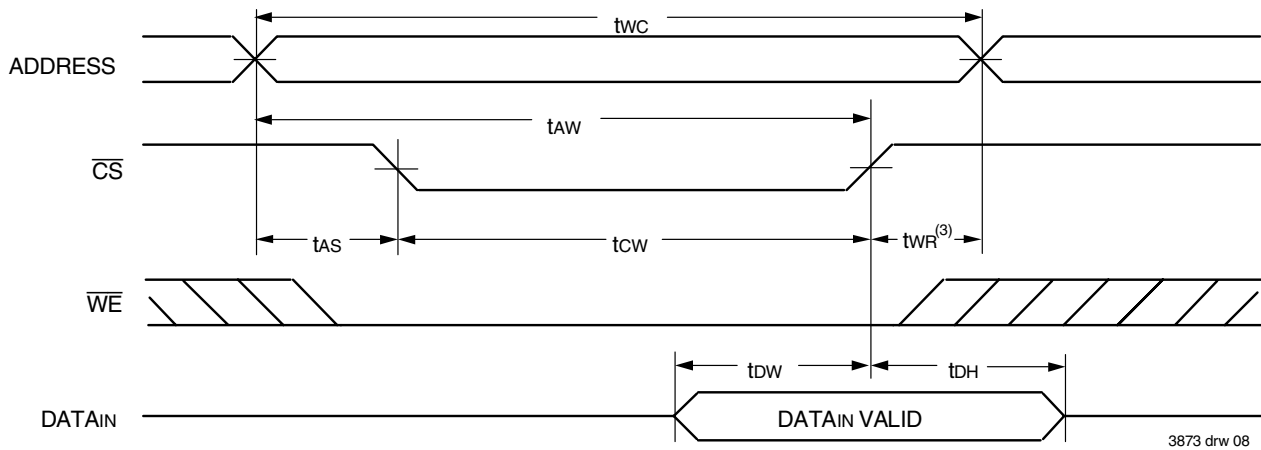 tWC
ADDRESS
tAW
CS
tAS
tCW
tWR(3)
WE
tDW
tDH
DATAIN
DATAIN VALID
3873 drw 08